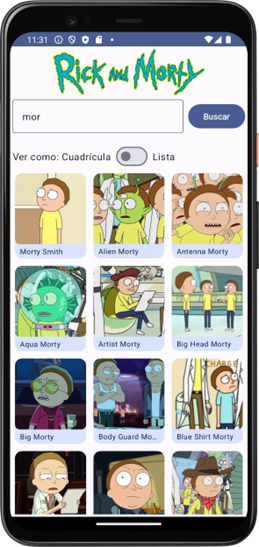 11:31
Rick and Morty
mor
Buscar
Ver como: Cuadrícula
Lista
Morty Smith
Alien Morty
Antenna Morty
Aqua Morty
Artist Morty
Big Head Morty
Big Morty
Body Guard Mo...
Blue Shirt Morty